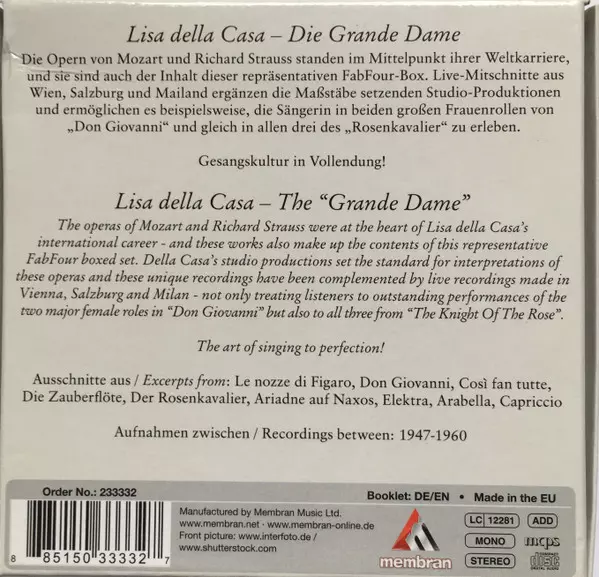 Lisa della Casa – Die Grande Dame
Die Opern von Mozart und Richard Strauss standen im Mittelpunkt ihrer Weltkarriere,
und sie sind auch der Inhalt dieser repräsentativen FabFour-Box. Live-Mitschnitte aus
Wien, Salzburg und Mailand ergänzen die Maßstäbe setzenden Studio-Produktionen
und ermöglichen es beispielsweise, die Sängerin in beiden großen Frauenrollen von
„Don Giovanni“ und gleich in allen drei des „Rosenkavalier“ zu erleben.
Gesangskultur in Vollendung!
Lisa della Casa – The “Grande Dame”
The operas of Mozart and Richard Strauss were at the heart of Lisa della Casa's
international career - and these works also make up the contents of this representative
FabFour boxed set. Della Casa's studio productions set the standard for interpretations of
these operas and these unique recordings have been complemented by live recordings made in
Vienna, Salzburg and Milan - not only treating listeners to outstanding performances of the
two major female roles in “Don Giovanni” but also to all three from “The Knight Of The Rose”.
The art of singing to perfection!
Ausschnitte aus / Excerpts from: Le nozze di Figaro, Don Giovanni, Così fan tutte,
Die Zauberflöte, Der Rosenkavalier, Ariadne auf Naxos, Elektra, Arabella, Capriccio
Aufnahmen zwischen / Recordings between: 1947-1960
Order No.: 233332
Booklet: DE/EN • Made in the EU
8 85150 33332 7
Manufactured by Membran Music Ltd.
www.membran.net - www.membran-online.de
Front picture: www.interfoto.de /
www.shutterstock.com
membran
LC 12281 ADD
MONO mcps
STEREO
COMPACT
disc
DIGITAL AUDIO